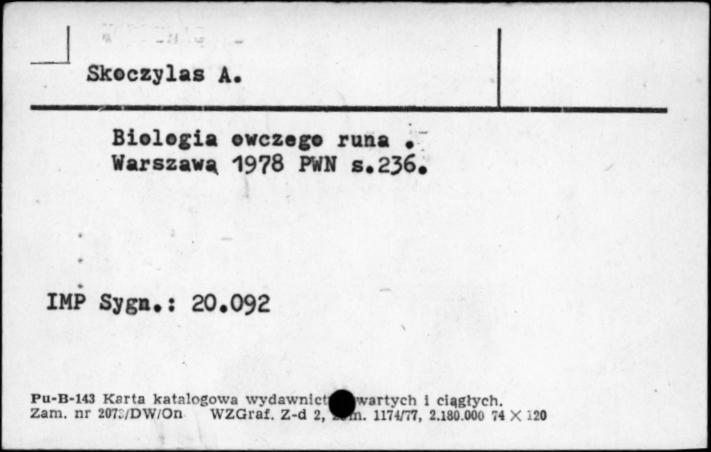 Skoczylas A.
Biologia owczego runa .
Warszawą 1978 PWN s.236.
IMP Sygn.: 20.092
Pu-B-143 Karta katalogowa wydawnict wartych i ciągłych.
Zam. nr /DW/On WZGraf. Z-d 2, 1174/77, 2.180.000 74 X 120